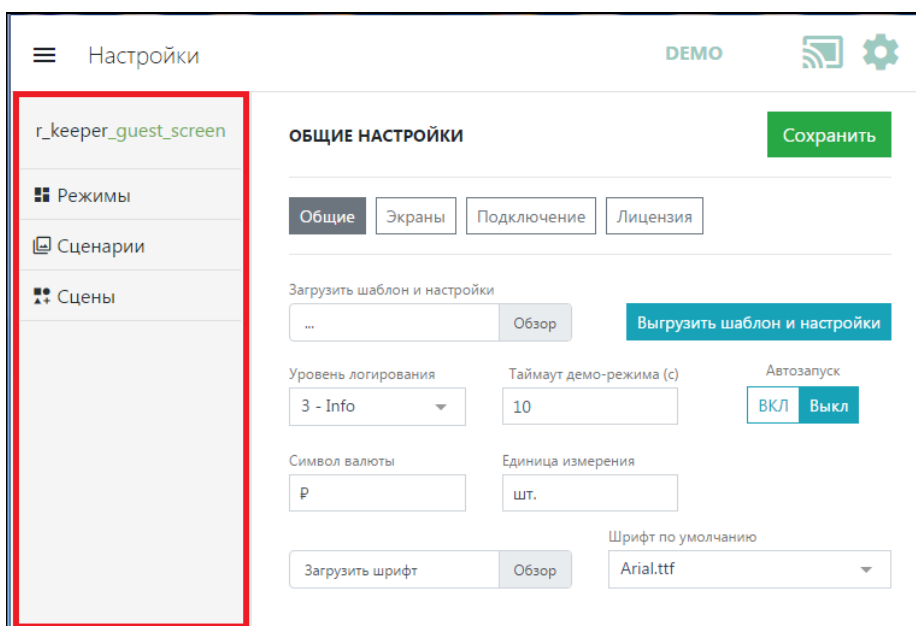 Настройки
DEMO
r_keeper_guest_screen
Режимы
Сценарии
Сцены
ОБЩИЕ НАСТРОЙКИ
Сохранить
Общие Экраны Подключение Лицензия
Загрузить шаблон и настройки
... Обзор Выгрузить шаблон и настройки
Уровень логирования Таймаут демо-режима (с) Автозапуск
3 - Info 10 ВКЛ Выкл
Символ валюты Единица измерения
₽ шт.
Шрифт по умолчанию
Загрузить шрифт Обзор Arial.ttf